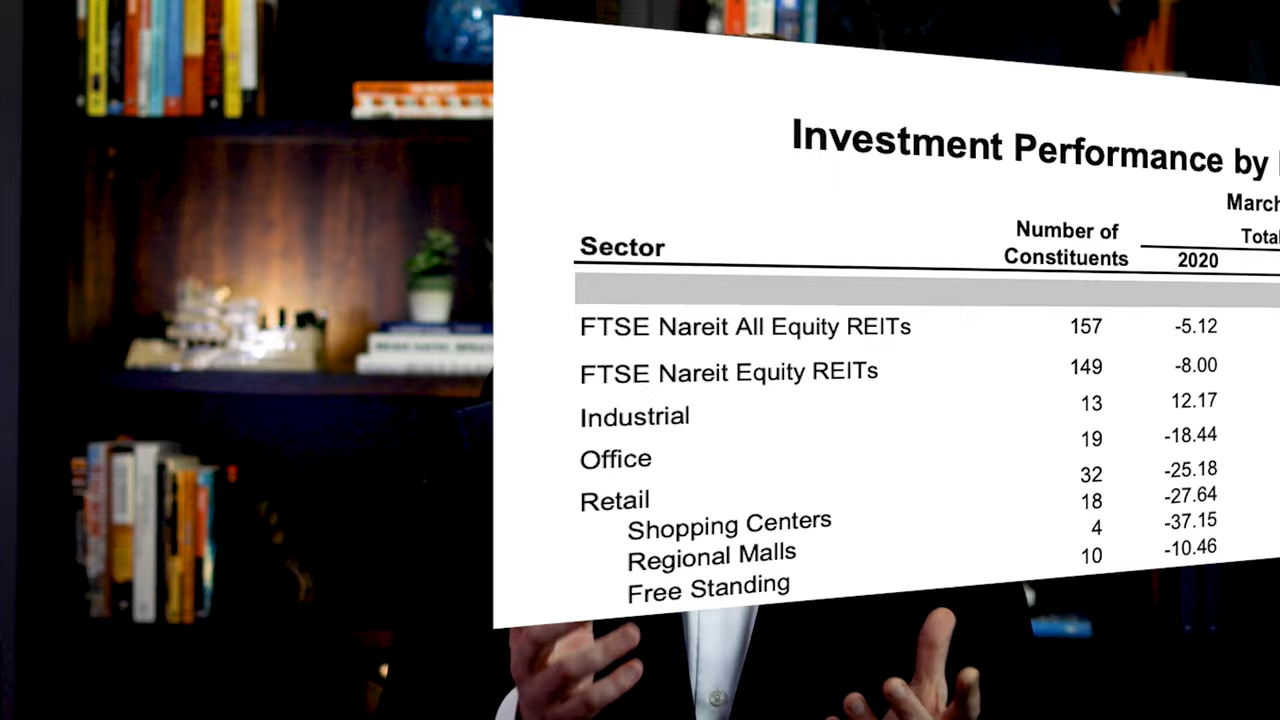 Investment Performance by
March
Number of Constituents
Total
Sector
2020
FTSE Nareit All Equity REITs 157 -5.12
FTSE Nareit Equity REITs 149 -8.00
Industrial 13 12.17
Office 19 -18.44
Retail 32 -25.18
Shopping Centers 18 -27.64
Regional Malls 4 -37.15
Free Standing 10 -10.46